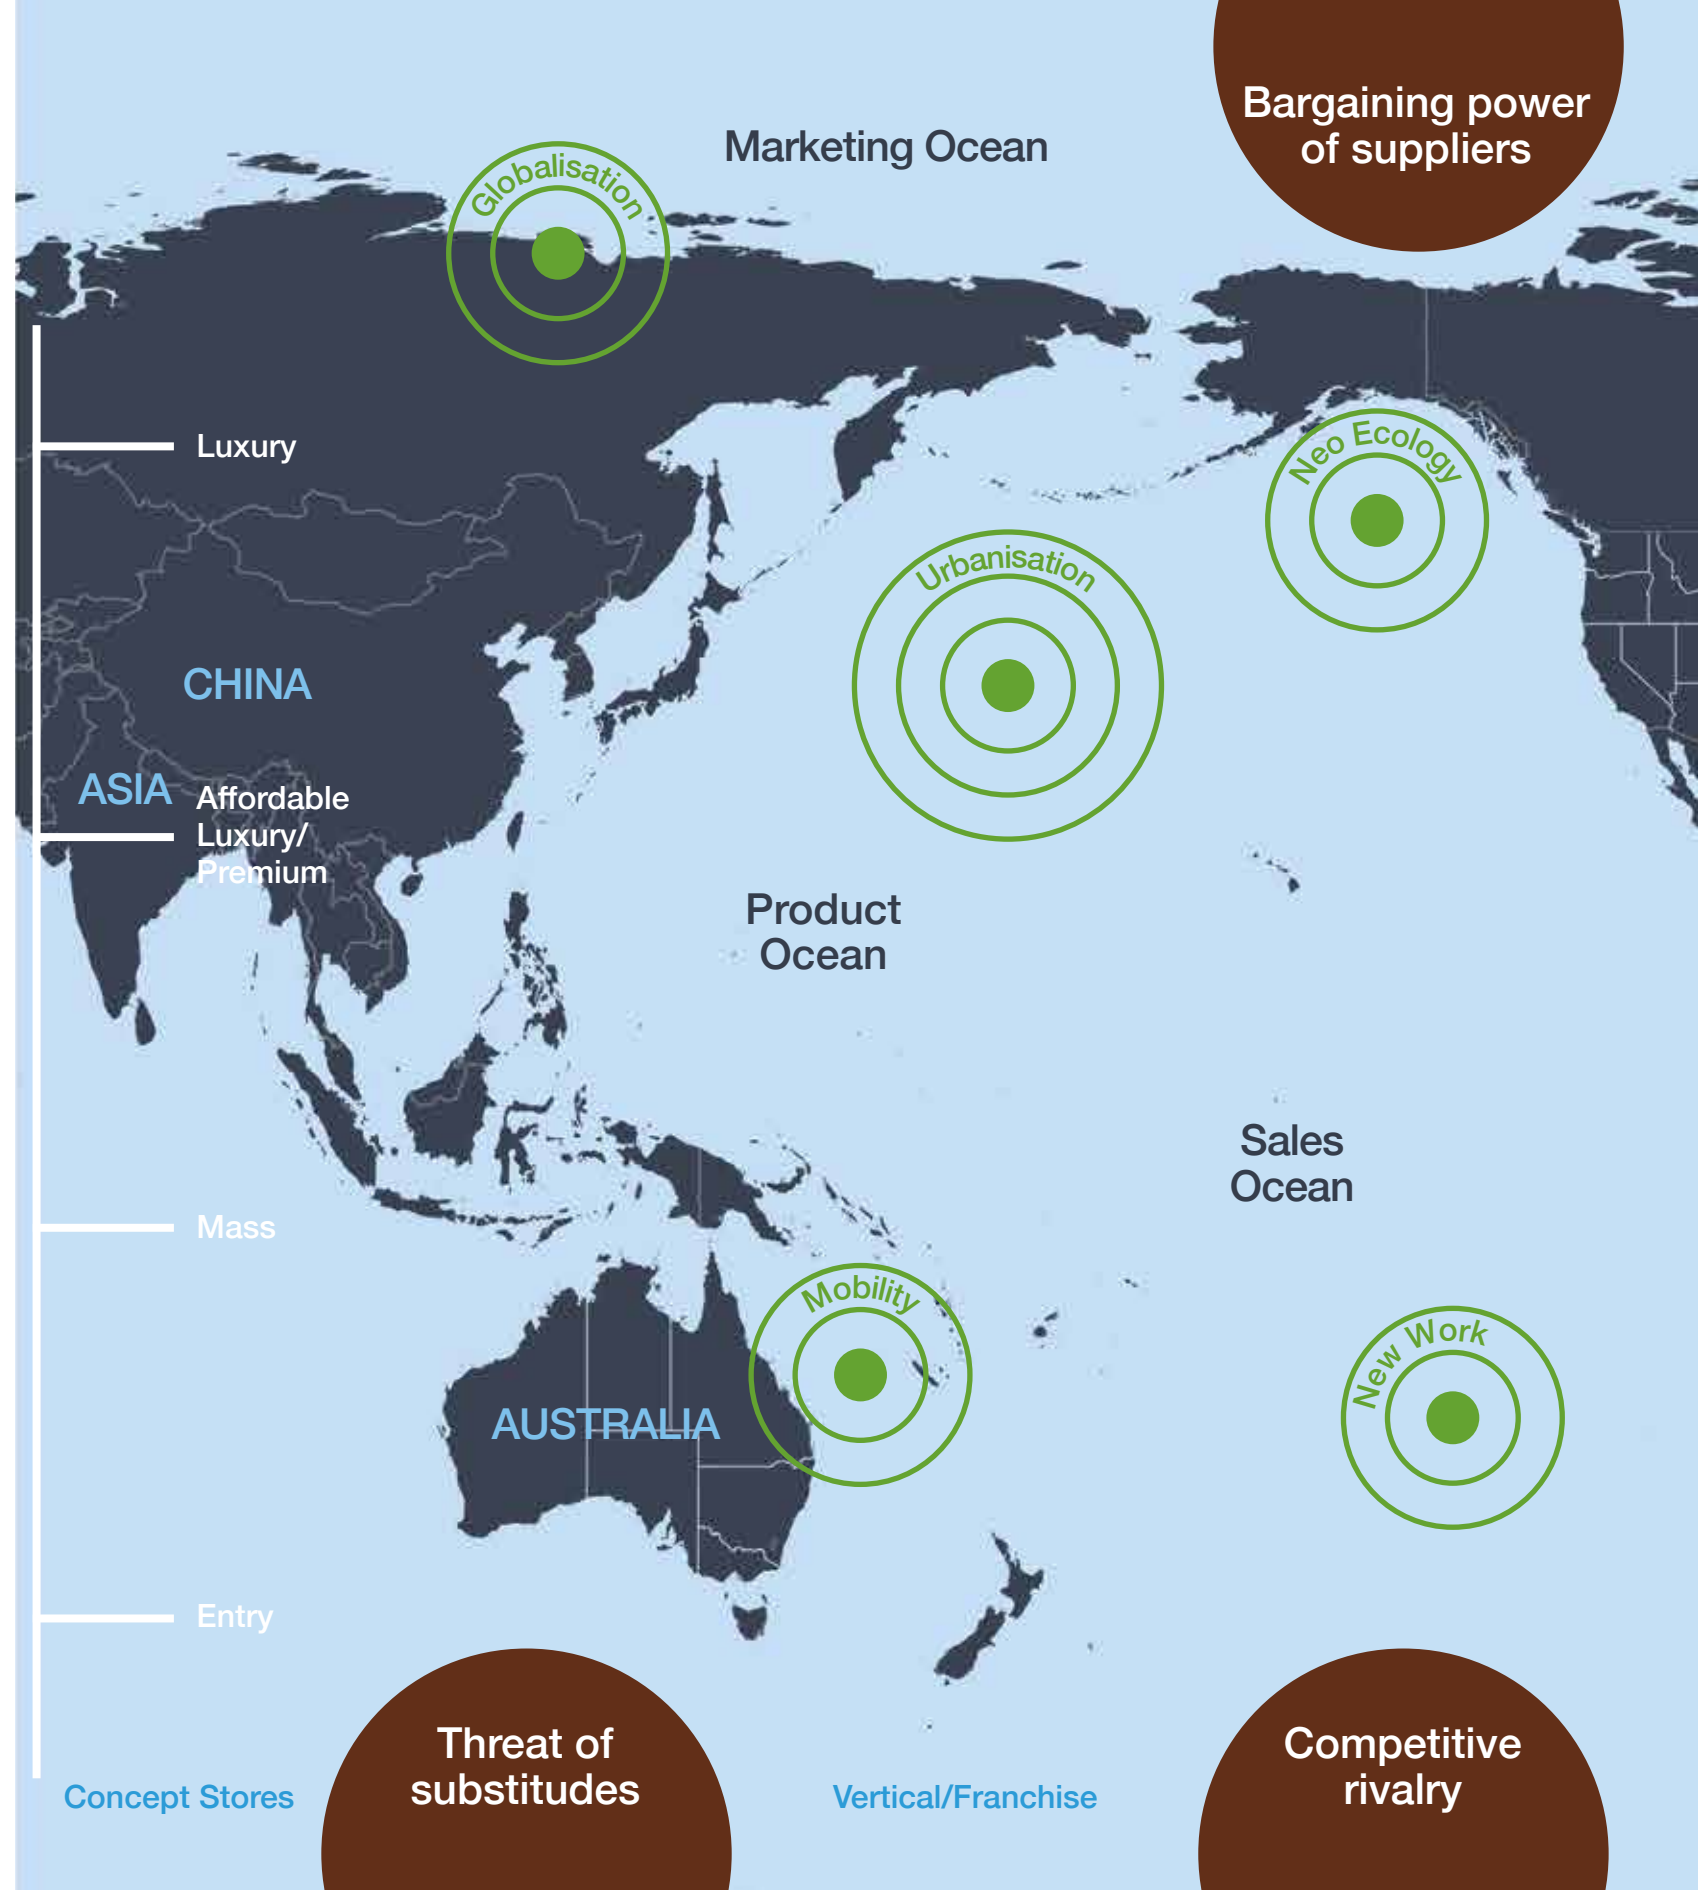 Bargaining power
of suppliers
Marketing Ocean
Globalisation
Neo Ecology
Luxury
Urbanisation
CHINA
ASIA
Affordable
Luxury/
Premium
Product
Ocean
Sales
Ocean
Mass
Mobility
New Work
AUSTRALIA
Entry
Threat of
substitudes
Competitive
rivalry
Concept Stores
Vertical/Franchise